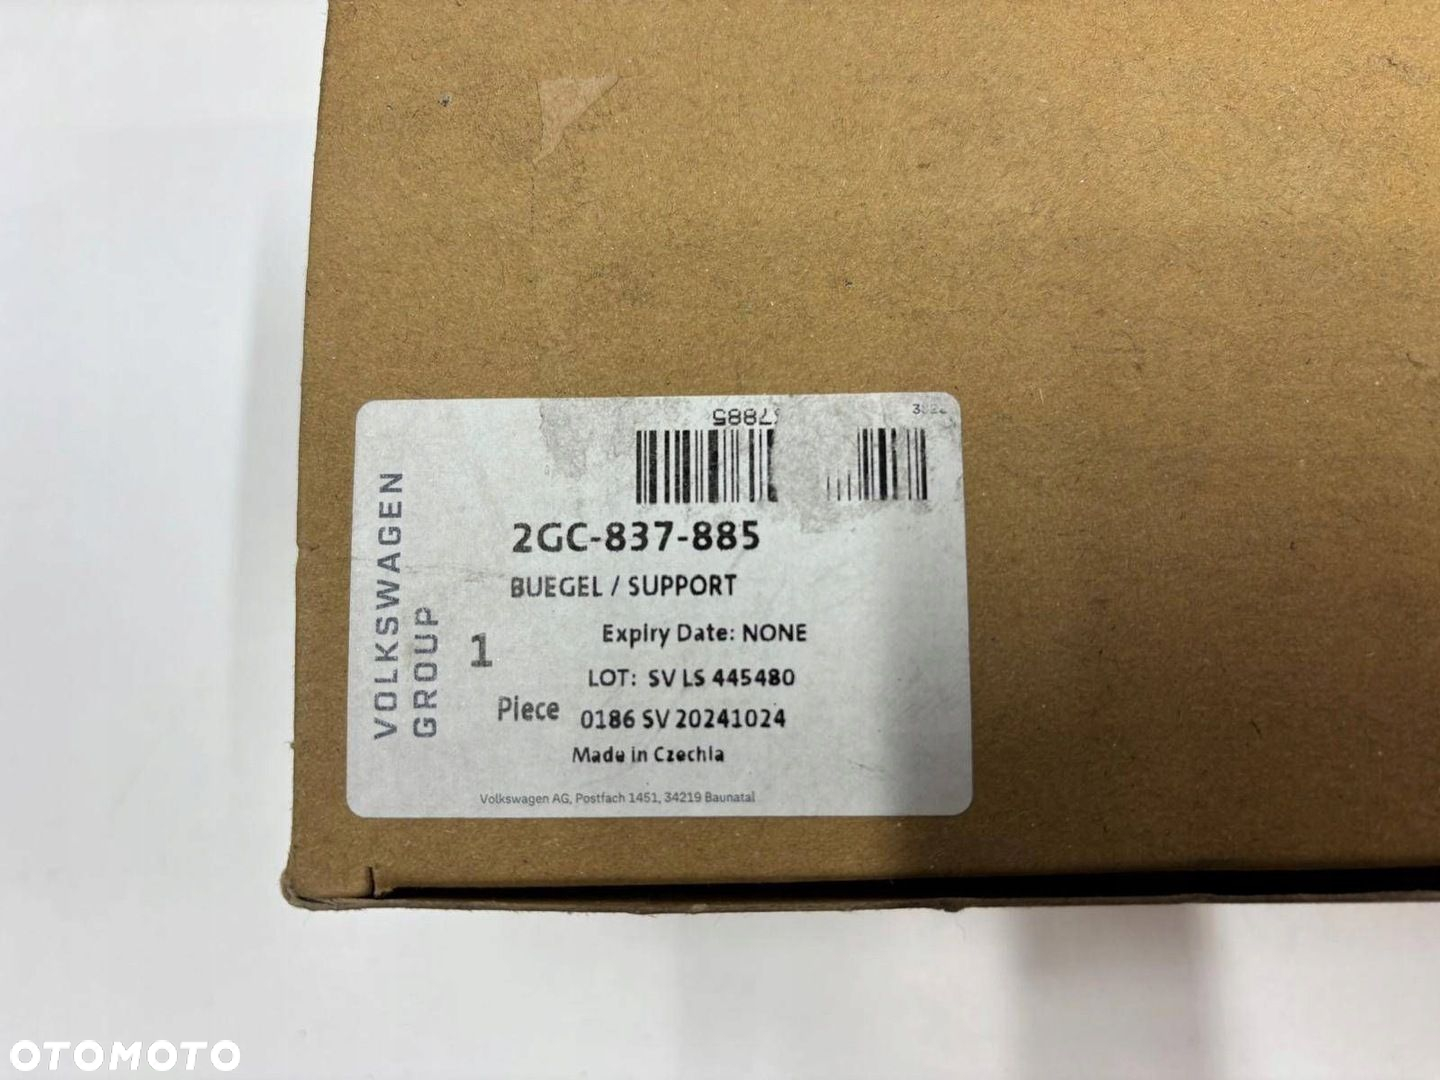 VOLKSWAGEN
GROUP
7885
2GC-837-885
BUEGEL / SUPPORT
1
Piece
Expiry Date: NONE
LOT: SV LS 445480
0186 SV 20241024
Made in Czechia
Volkswagen AG, Postfach 1451, 34219 Baunatal
OTOMOTO